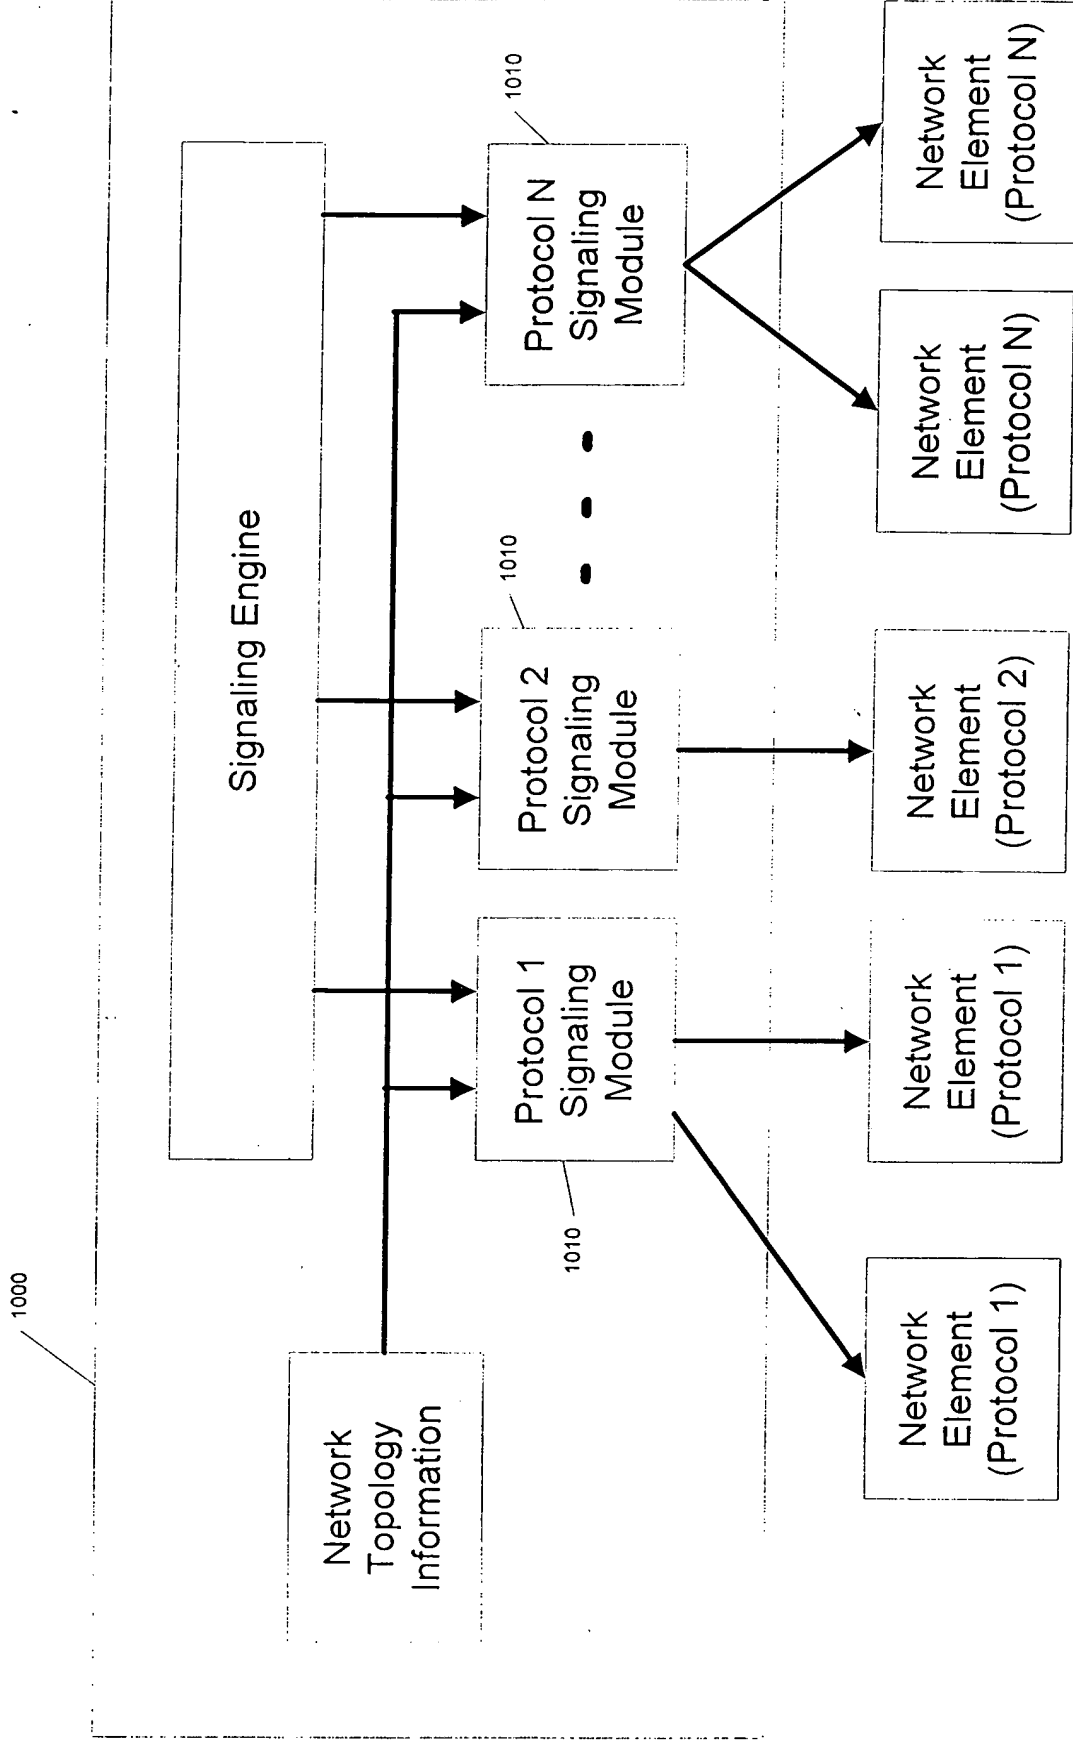 1000
Signaling Engine
Network
Topology
Information
1010
Protocol 1
Signaling
Module
1010
Protocol 2
Signaling
Module
1010
Protocol N
Signaling
Module
Network
Element
(Protocol 1)
Network
Element
(Protocol 1)
Network
Element
(Protocol 2)
Network
Element
(Protocol N)
Network
Element
(Protocol N)